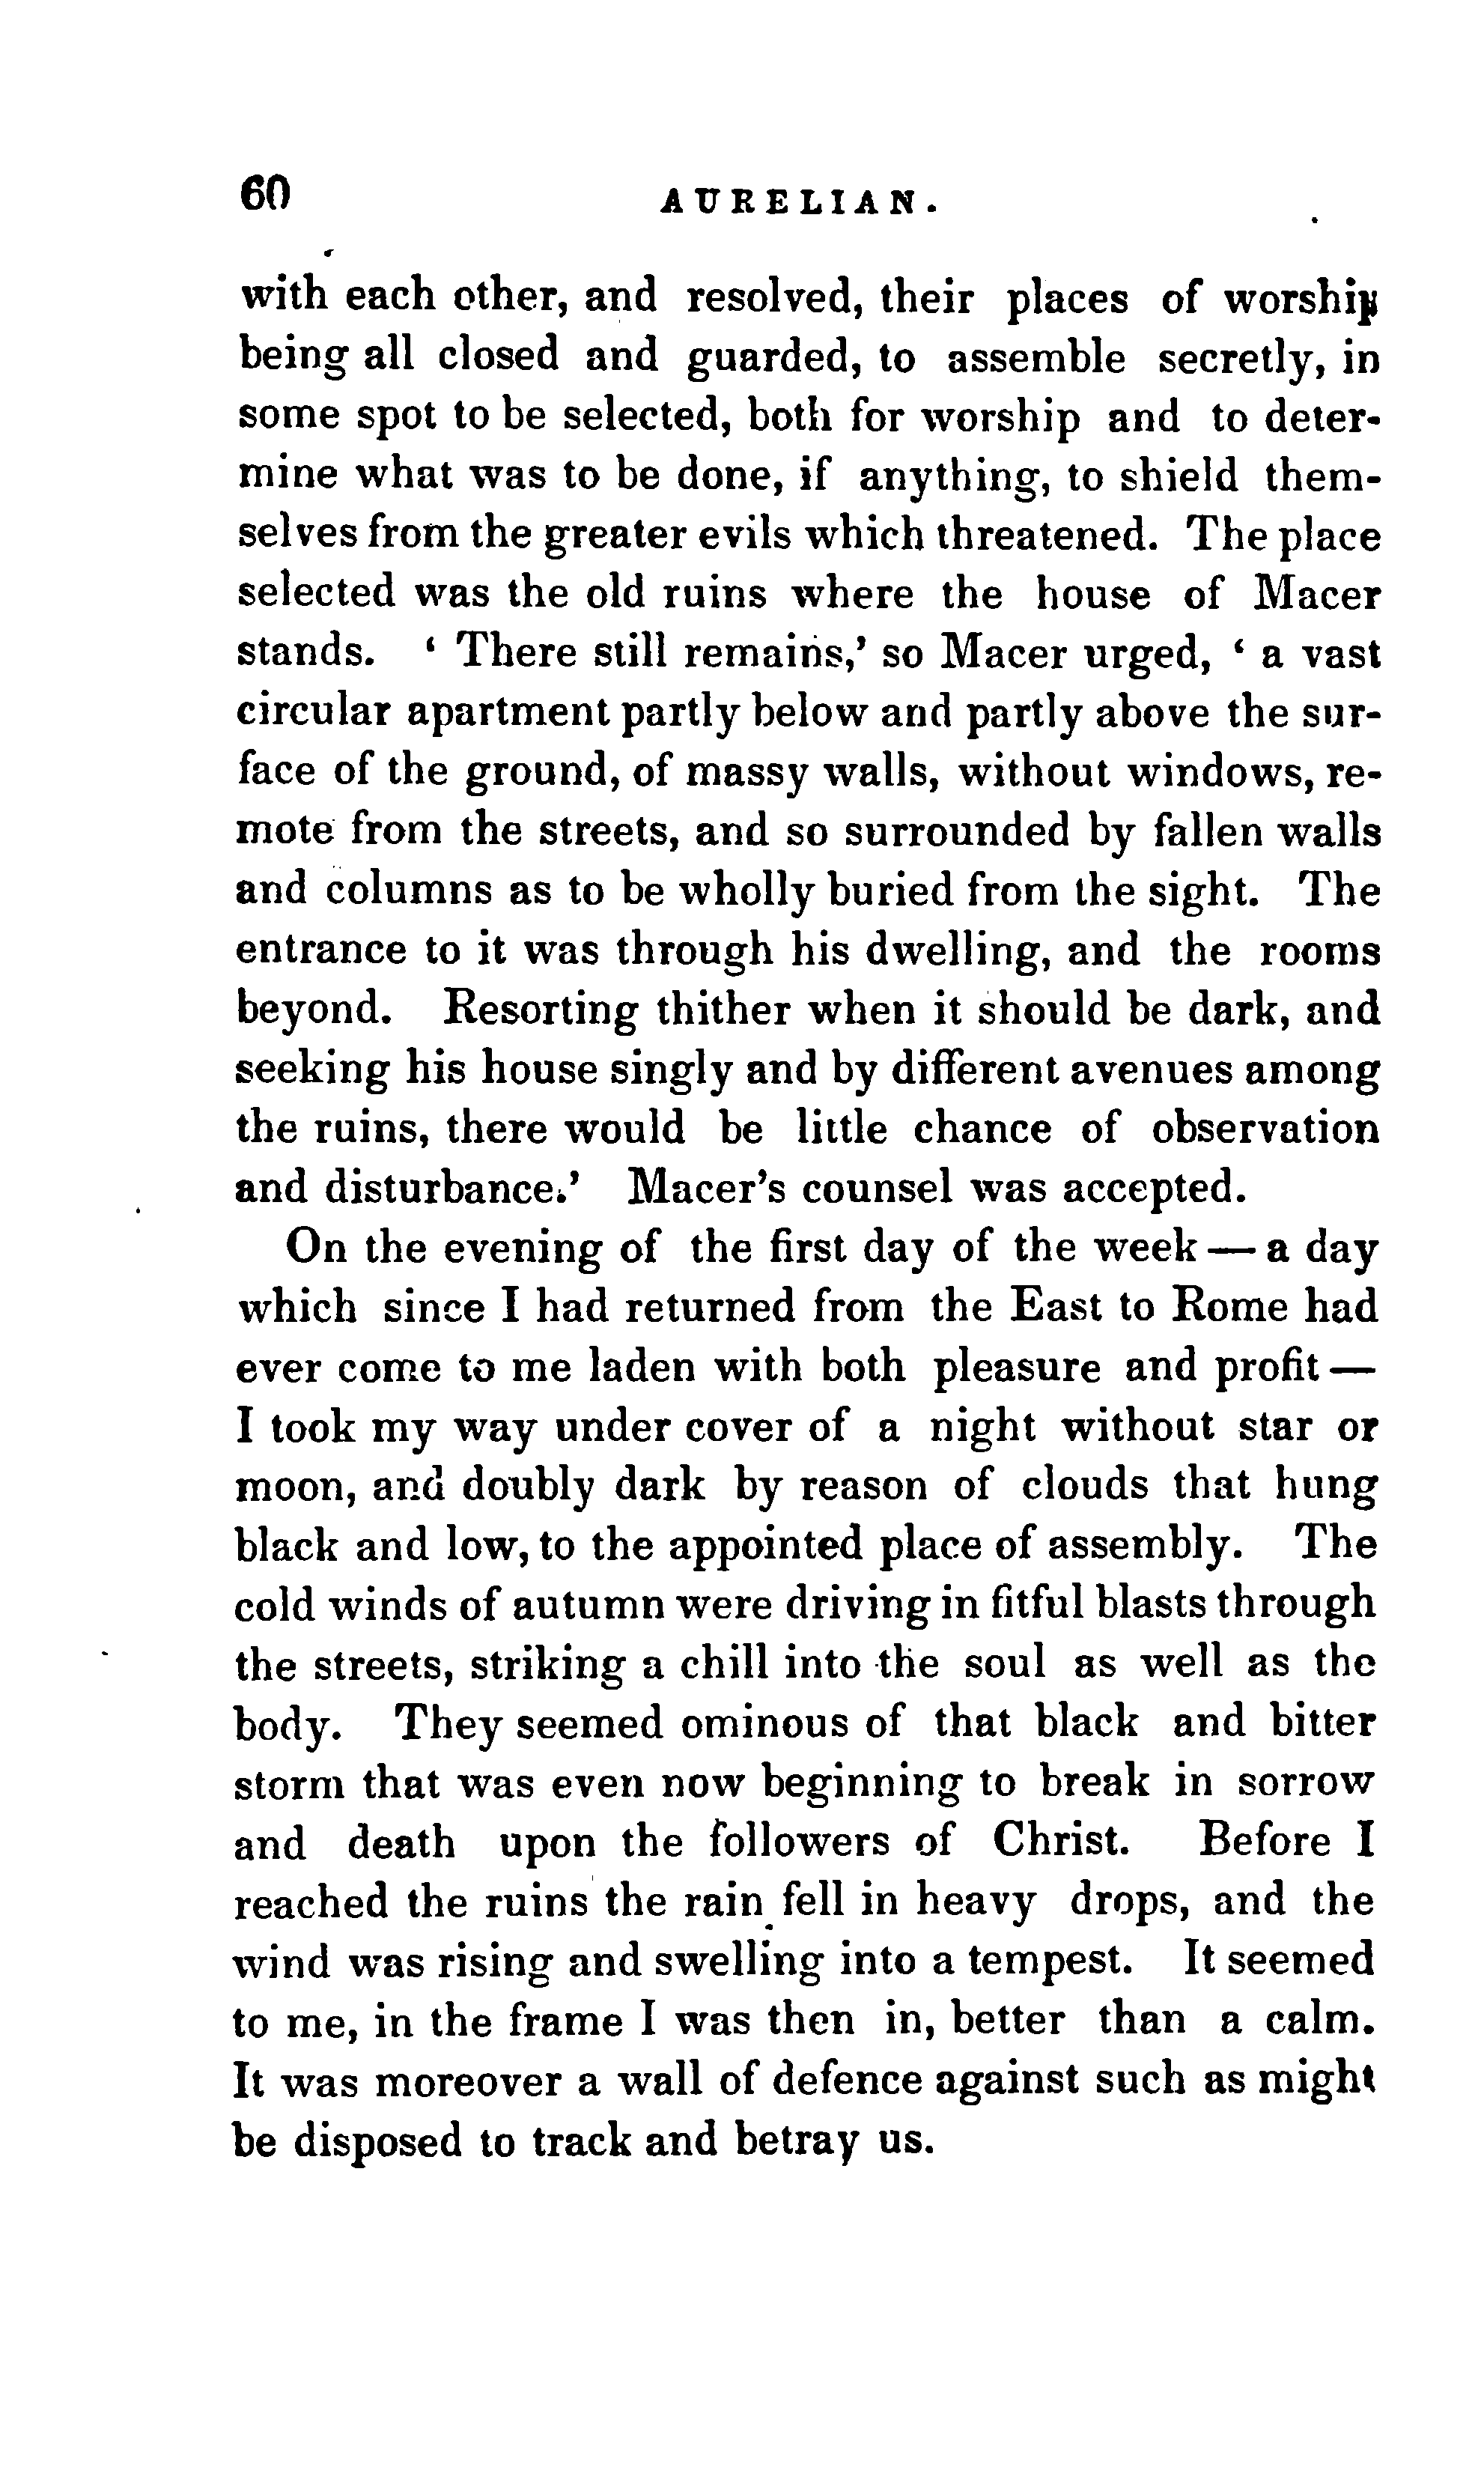 60 AURELIAN.
with each other, and resolved, their places of worship
being all closed and guarded, to assemble secretly, in
some spot to be selected, both for worship and to deter-
mine what was to be done, if anything, to shield them-
selves from the greater evils which threatened. The place
selected was the old ruins where the house of Macer
stands. ‘ There still remains,’ so Macer urged, ‘ a vast
circular apartment partly below and partly above the sur-
face of the ground, of massy walls, without windows, re-
mote from the streets, and so surrounded by fallen walls
and columns as to be wholly buried from the sight. The
entrance to it was through his dwelling, and the rooms
beyond. Resorting thither when it should be dark, and
seeking his house singly and by different avenues among
the ruins, there would be little chance of observation
and disturbance.’ Macer’s counsel was accepted.
On the evening of the first day of the week — a day
which since I had returned from the East to Rome had
ever come to me laden with both pleasure and profit —
I took my way under cover of a night without star or
moon, and doubly dark by reason of clouds that hung
black and low, to the appointed place of assembly. The
cold winds of autumn were driving in fitful blasts through
the streets, striking a chill into the soul as well as the
body. They seemed ominous of that black and bitter
storm that was even now beginning to break in sorrow
and death upon the followers of Christ. Before I
reached the ruins the rain fell in heavy drops, and the
wind was rising and swelling into a tempest. It seemed
to me, in the frame I was then in, better than a calm.
It was moreover a wall of defence against such as might
be disposed to track and betray us.